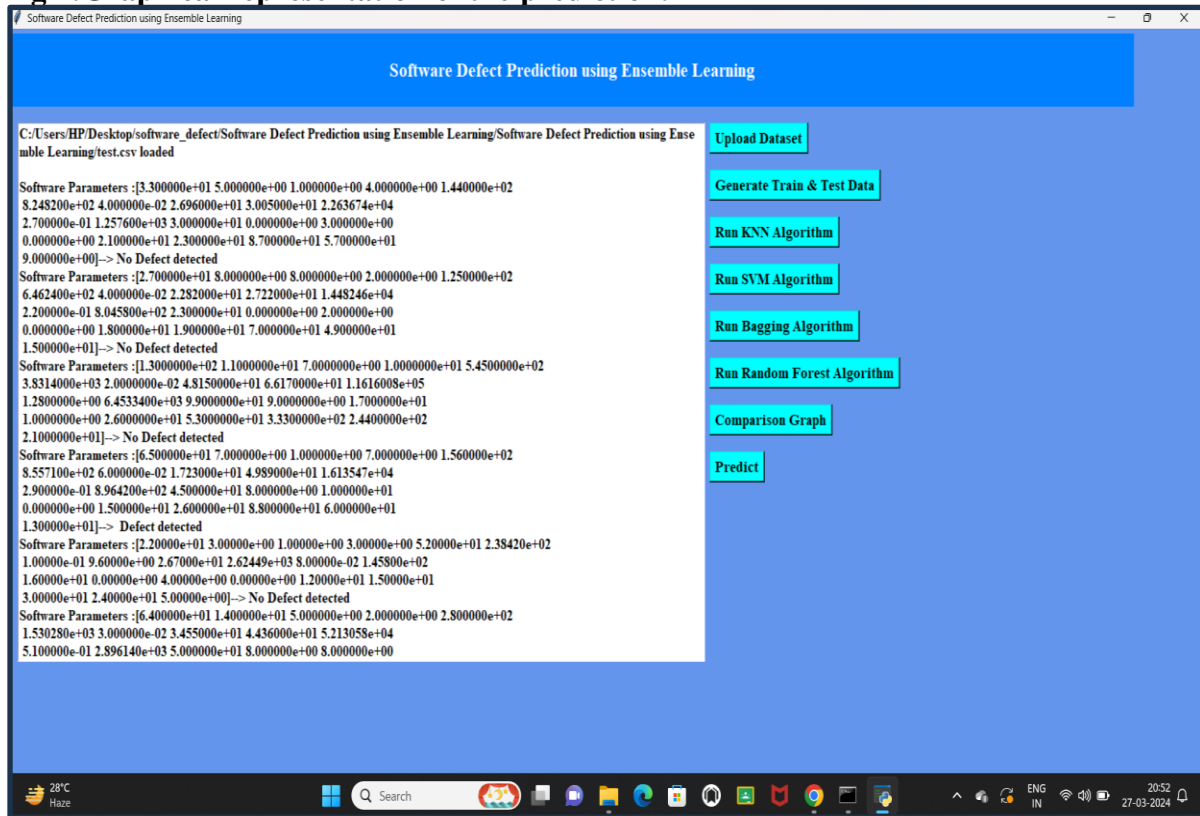 Software Defect Prediction using Ensemble Learning
Software Defect Prediction using Ensemble Learning
C:/Users/HP/Desktop/software_defect/Software Defect Prediction using Ensemble Learning/Software Defect Prediction using Ense
mble Learning/test.csv loaded
Software Parameters :[3.300000e+01 5.000000e+00 1.000000e+00 4.000000e+00 1.440000e+02
8.248200e+02 4.000000e-02 2.696000e+01 3.005000e+01 2.263674e+04
2.700000e-01 1.257600e+03 3.000000e+01 0.000000e+00 3.000000e+00
0.000000e+00 2.100000e+01 2.300000e+01 8.700000e+01 5.700000e+01
9.000000e+00]--> No Defect detected
Software Parameters :[2.700000e+01 8.000000e+00 8.000000e+00 2.000000e+00 1.250000e+02
6.462400e+02 4.000000e-02 2.282000e+01 2.722000e+01 1.448246e+04
2.200000e-01 8.045800e+02 2.300000e+01 0.000000e+00 2.000000e+00
0.000000e+00 1.800000e+01 1.900000e+01 7.000000e+01 4.900000e+01
1.500000e+01]--> No Defect detected
Software Parameters :[1.3000000e+02 1.1000000e+01 7.0000000e+00 1.0000000e+01 5.4500000e+02
3.8314000e+03 2.0000000e-02 4.8150000e+01 6.6170000e+01 1.1616008e+05
1.2800000e+00 6.4533400e+03 9.9000000e+01 9.0000000e+00 1.7000000e+01
1.0000000e+00 2.6000000e+01 5.3000000e+01 3.3300000e+02 2.4400000e+02
2.1000000e+01]--> No Defect detected
Software Parameters :[6.500000e+01 7.000000e+00 1.000000e+00 7.000000e+00 1.560000e+02
8.557100e+02 6.000000e-02 1.723000e+01 4.989000e+01 1.613547e+04
2.900000e-01 8.964200e+02 4.500000e+01 8.000000e+00 1.000000e+01
0.000000e+00 1.500000e+01 2.600000e+01 8.800000e+01 6.000000e+01
1.300000e+01]--> Defect detected
Software Parameters :[2.20000e+01 3.00000e+00 1.00000e+00 3.00000e+00 5.20000e+01 2.38420e+02
1.00000e-01 9.60000e+00 2.67000e+01 2.62449e+03 8.00000e-02 1.45800e+02
1.60000e+01 0.00000e+00 4.00000e+00 0.00000e+00 1.20000e+01 1.50000e+01
3.00000e+01 2.40000e+01 5.00000e+00]--> No Defect detected
Software Parameters :[6.400000e+01 1.400000e+01 5.000000e+00 2.000000e+00 2.800000e+02
1.530280e+03 3.000000e-02 3.455000e+01 4.436000e+01 5.213058e+04
5.100000e-01 2.896140e+03 5.000000e+01 8.000000e+00 8.000000e+00
Upload Dataset
Generate Train & Test Data
Run KNN Algorithm
Run SVM Algorithm
Run Bagging Algorithm
Run Random Forest Algorithm
Comparison Graph
Predict
28°C
Haze
Search
ENG
IN
20:52
27-03-2024